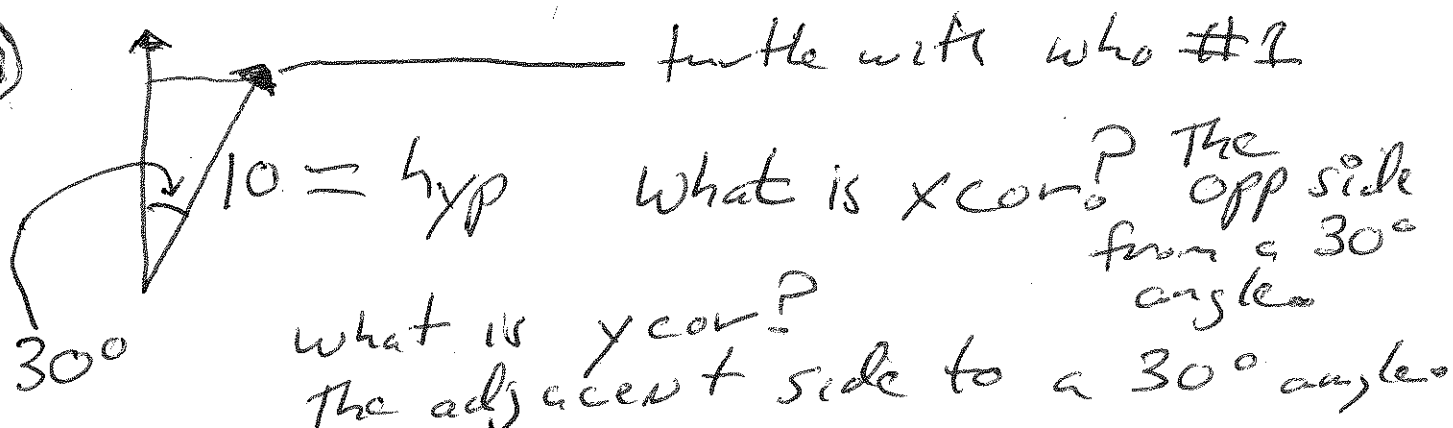 turtle with who #1
10 = hyp
What is xcor? The opp side from a 30° angle.
30°
what is ycor?
The adjacent side to a 30° angle.